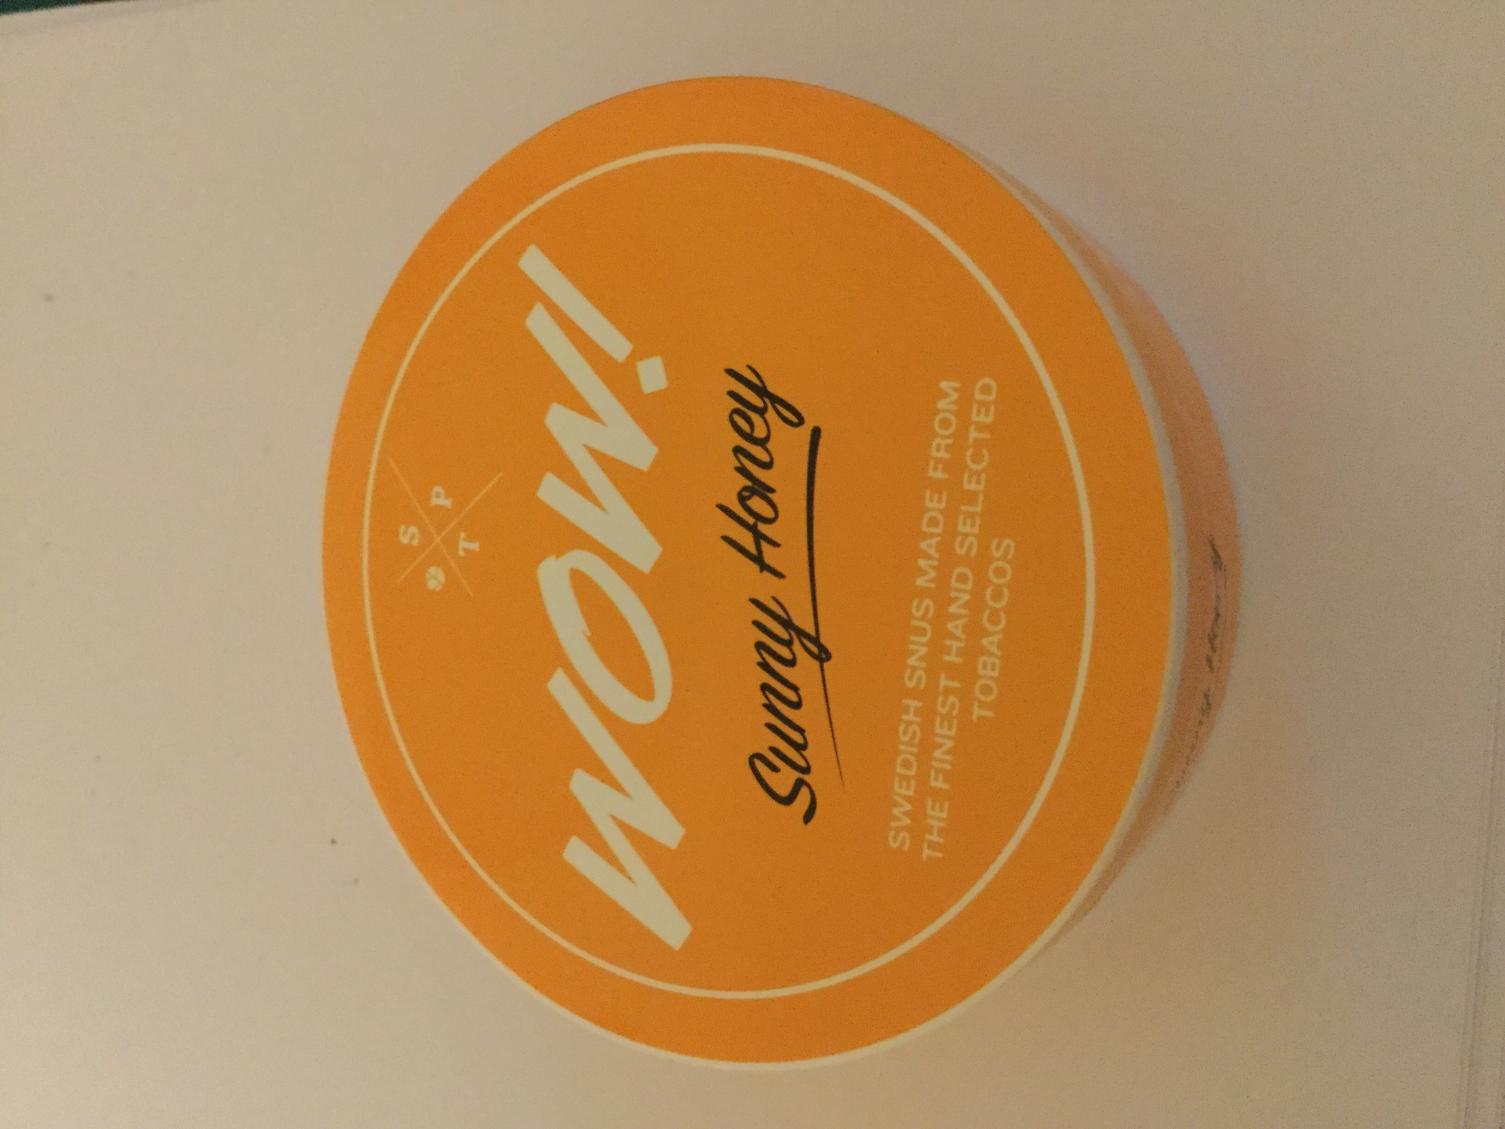 S
P
T
WOW!
Sunny Honey
SWEDISH SNUS MADE FROM
THE FINEST HAND SELECTED
TOBACCOS